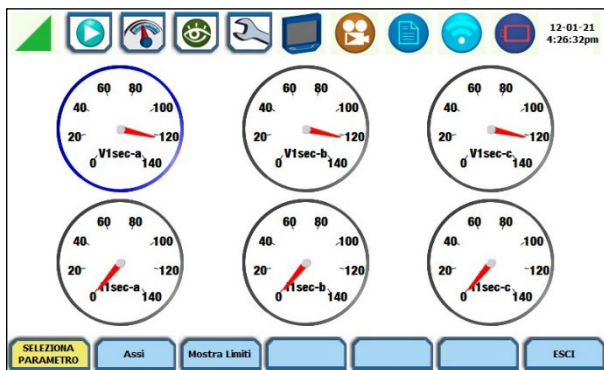 12-01-21
4:26:32pm
0 20 40 60 80 100 120 140
V1sec-a
0 20 40 60 80 100 120 140
V1sec-b
0 20 40 60 80 100 120 140
V1sec-c
0 20 40 60 80 100 120 140
I1sec-a
0 20 40 60 80 100 120 140
I1sec-b
0 20 40 60 80 100 120 140
I1sec-c
SELEZIONA
PARAMETRO
Assi
Mostra Limiti
ESCI